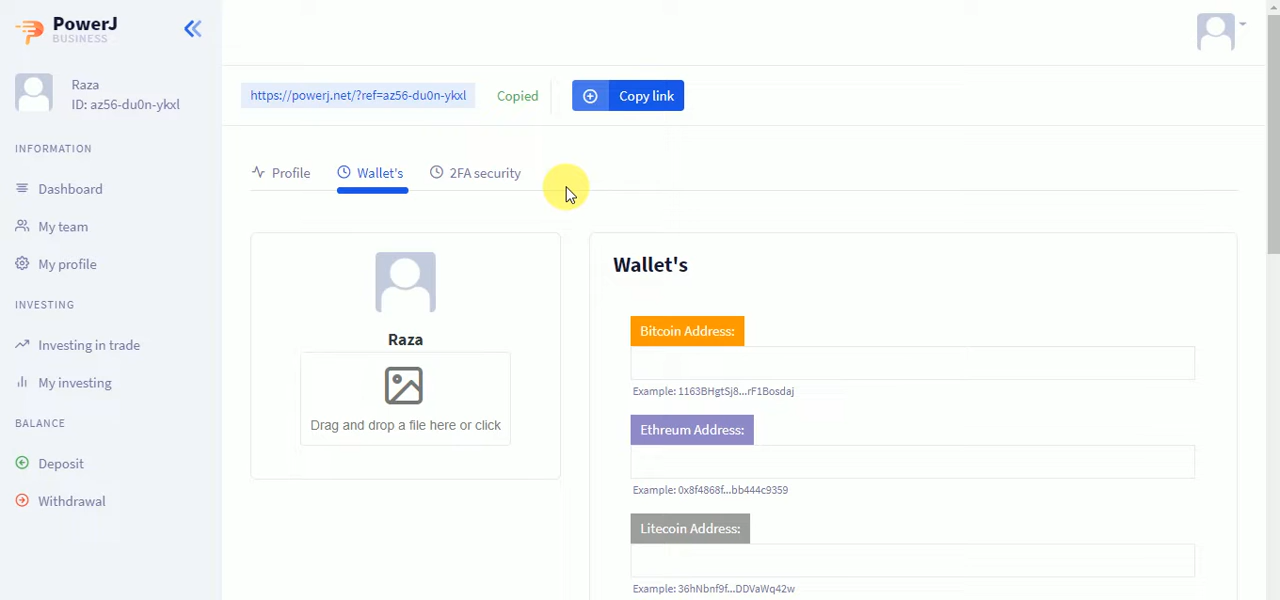 PowerJ
BUSINESS
Raza
ID: az56-du0n-ykxl
INFORMATION
Dashboard
My team
My profile
INVESTING
Investing in trade
My investing
BALANCE
Deposit
Withdrawal
https://powerj.net/?ref=az56-du0n-ykxl Copied Copy link
Profile Wallet's 2FA security
Raza
Drag and drop a file here or click
Wallet's
Bitcoin Address:
Example: 1163BHgtSj8...rF1Bosdaj
Ethreum Address:
Example: 0x8f4868f...bb444c9359
Litecoin Address:
Example: 36hNbnf9f...DDVaWq42w